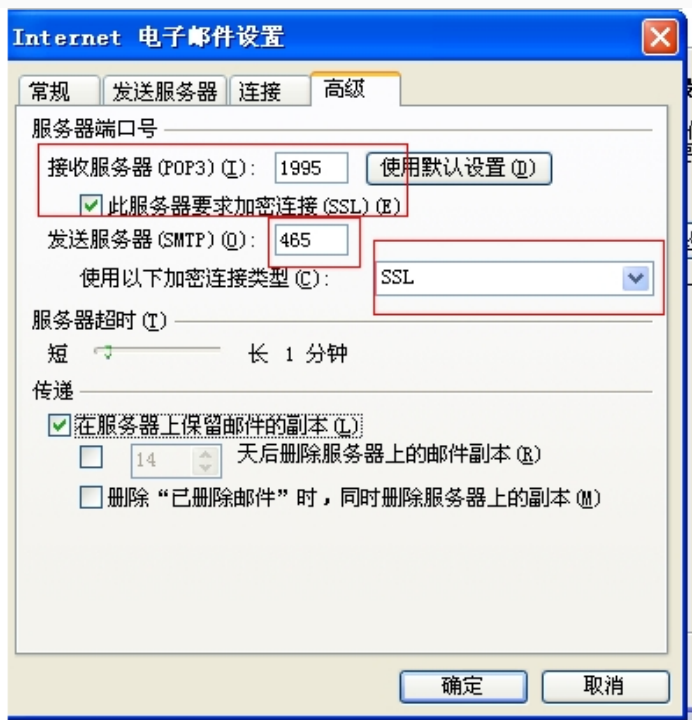 Internet 电子邮件设置
常规 发送服务器 连接 高级
服务器端口号
接收服务器(POP3)(I): 1995 使用默认设置(D)
此服务器要求加密连接(SSL)(E)
发送服务器(SMTP)(O): 465
使用以下加密连接类型(C): SSL
服务器超时(T)
短 长 1 分钟
传递
在服务器上保留邮件的副本(L)
14 天后删除服务器上的邮件副本(R)
删除“已删除邮件”时，同时删除服务器上的副本(M)
确定 取消